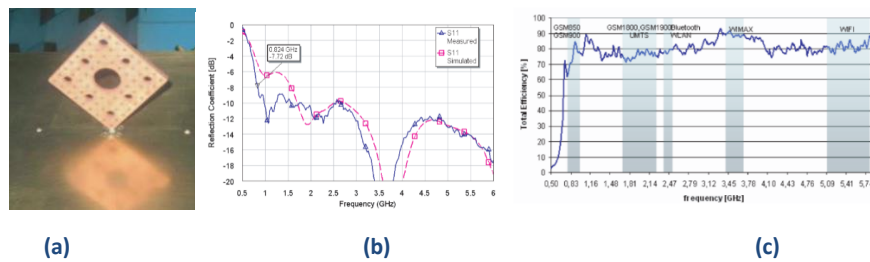 0
-2
-4
-6
-8
-10
-12
-14
-16
-18
-20
Reflection Coefficient [dB]
0.834 GHz
-7.72 dB
S11
Measured
S11
Simulated
0.5 1 1.5 2 2.5 3 3.5 4 4.5 5 5.5 6
Frequency (GHz)
100
90
80
70
60
50
40
30
20
10
0
Total Efficiency [%]
GSM850
GSM900
GSM1800,GSM1900
UMTS
Bluetooth
WLAN
WIMAX
WIFI
0,50 0,83 1,16 1,48 1,81 2,14 2,47 2,79 3,12 3,45 3,78 4,10 4,43 4,76 5,09 5,41 5,74
frequency [GHz]
(a) (b) (c)